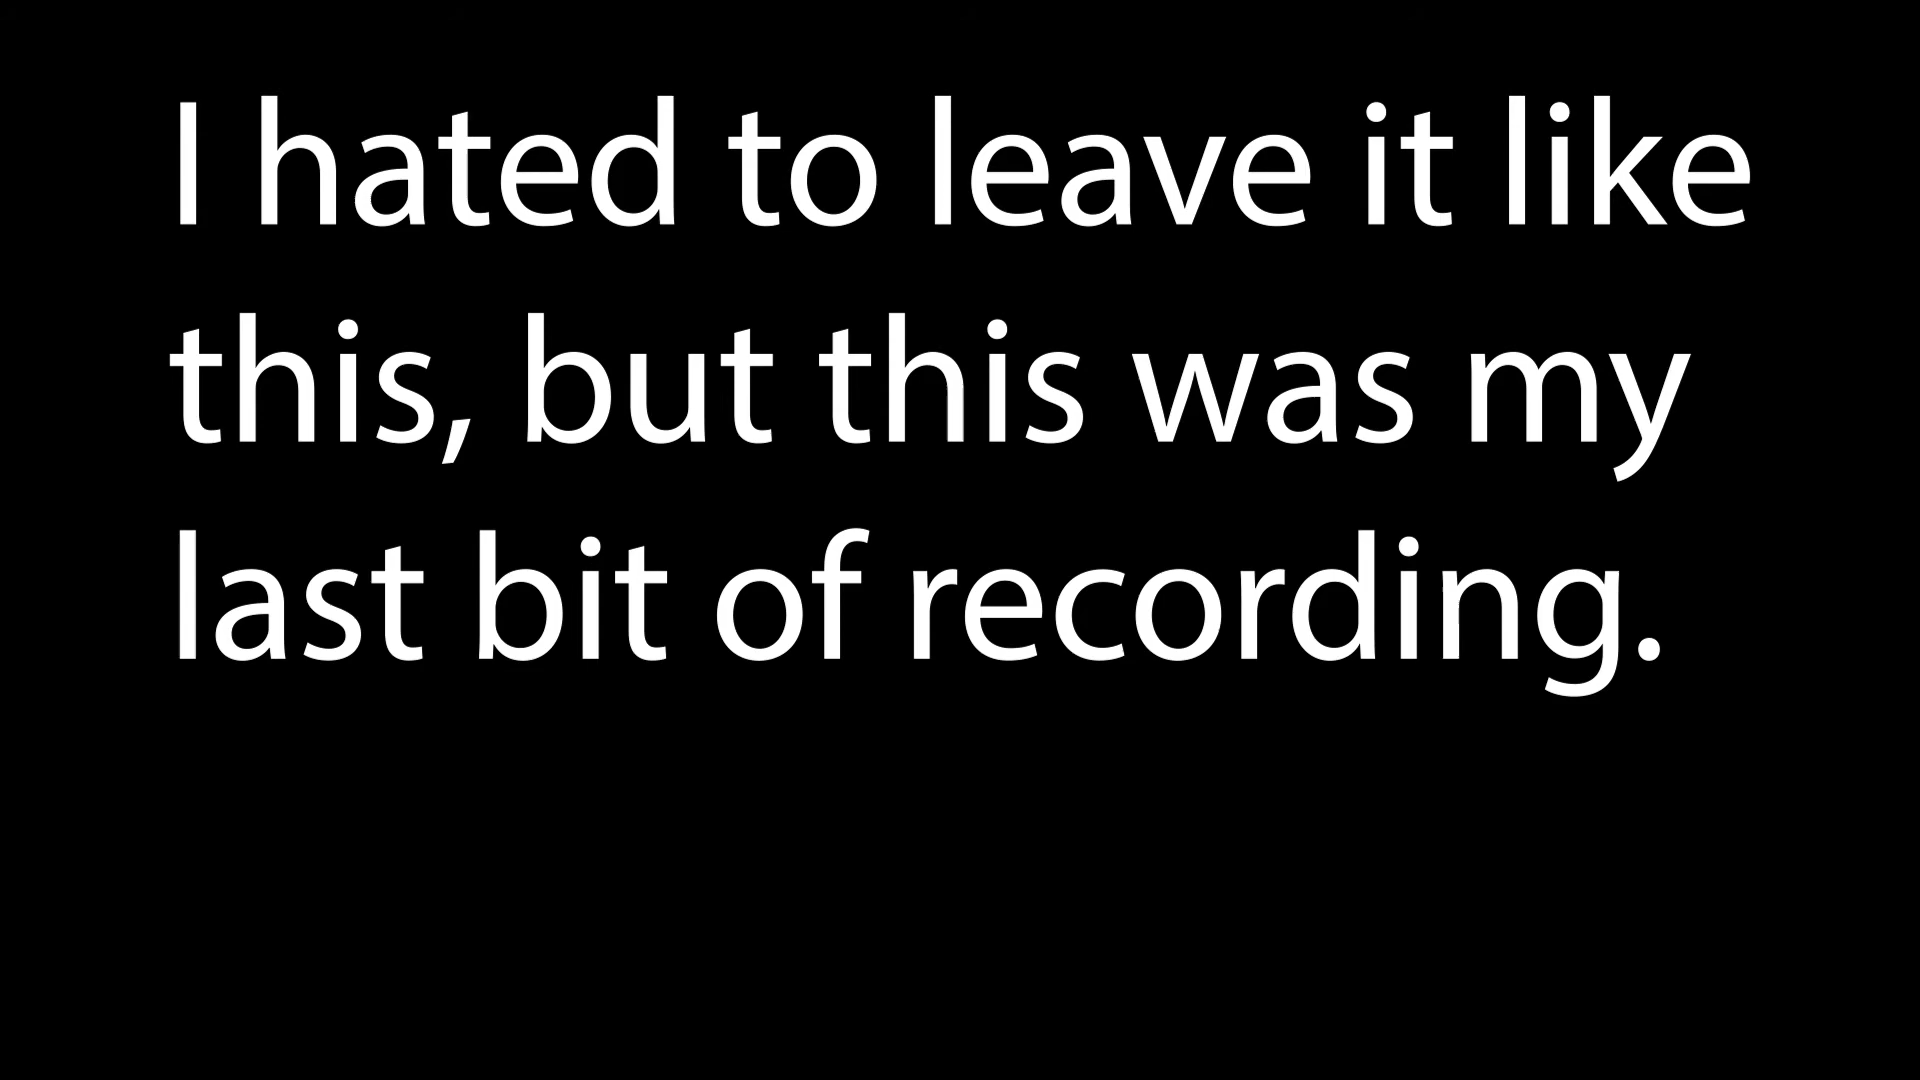 I hated to leave it like
this, but this was my
last bit of recording.